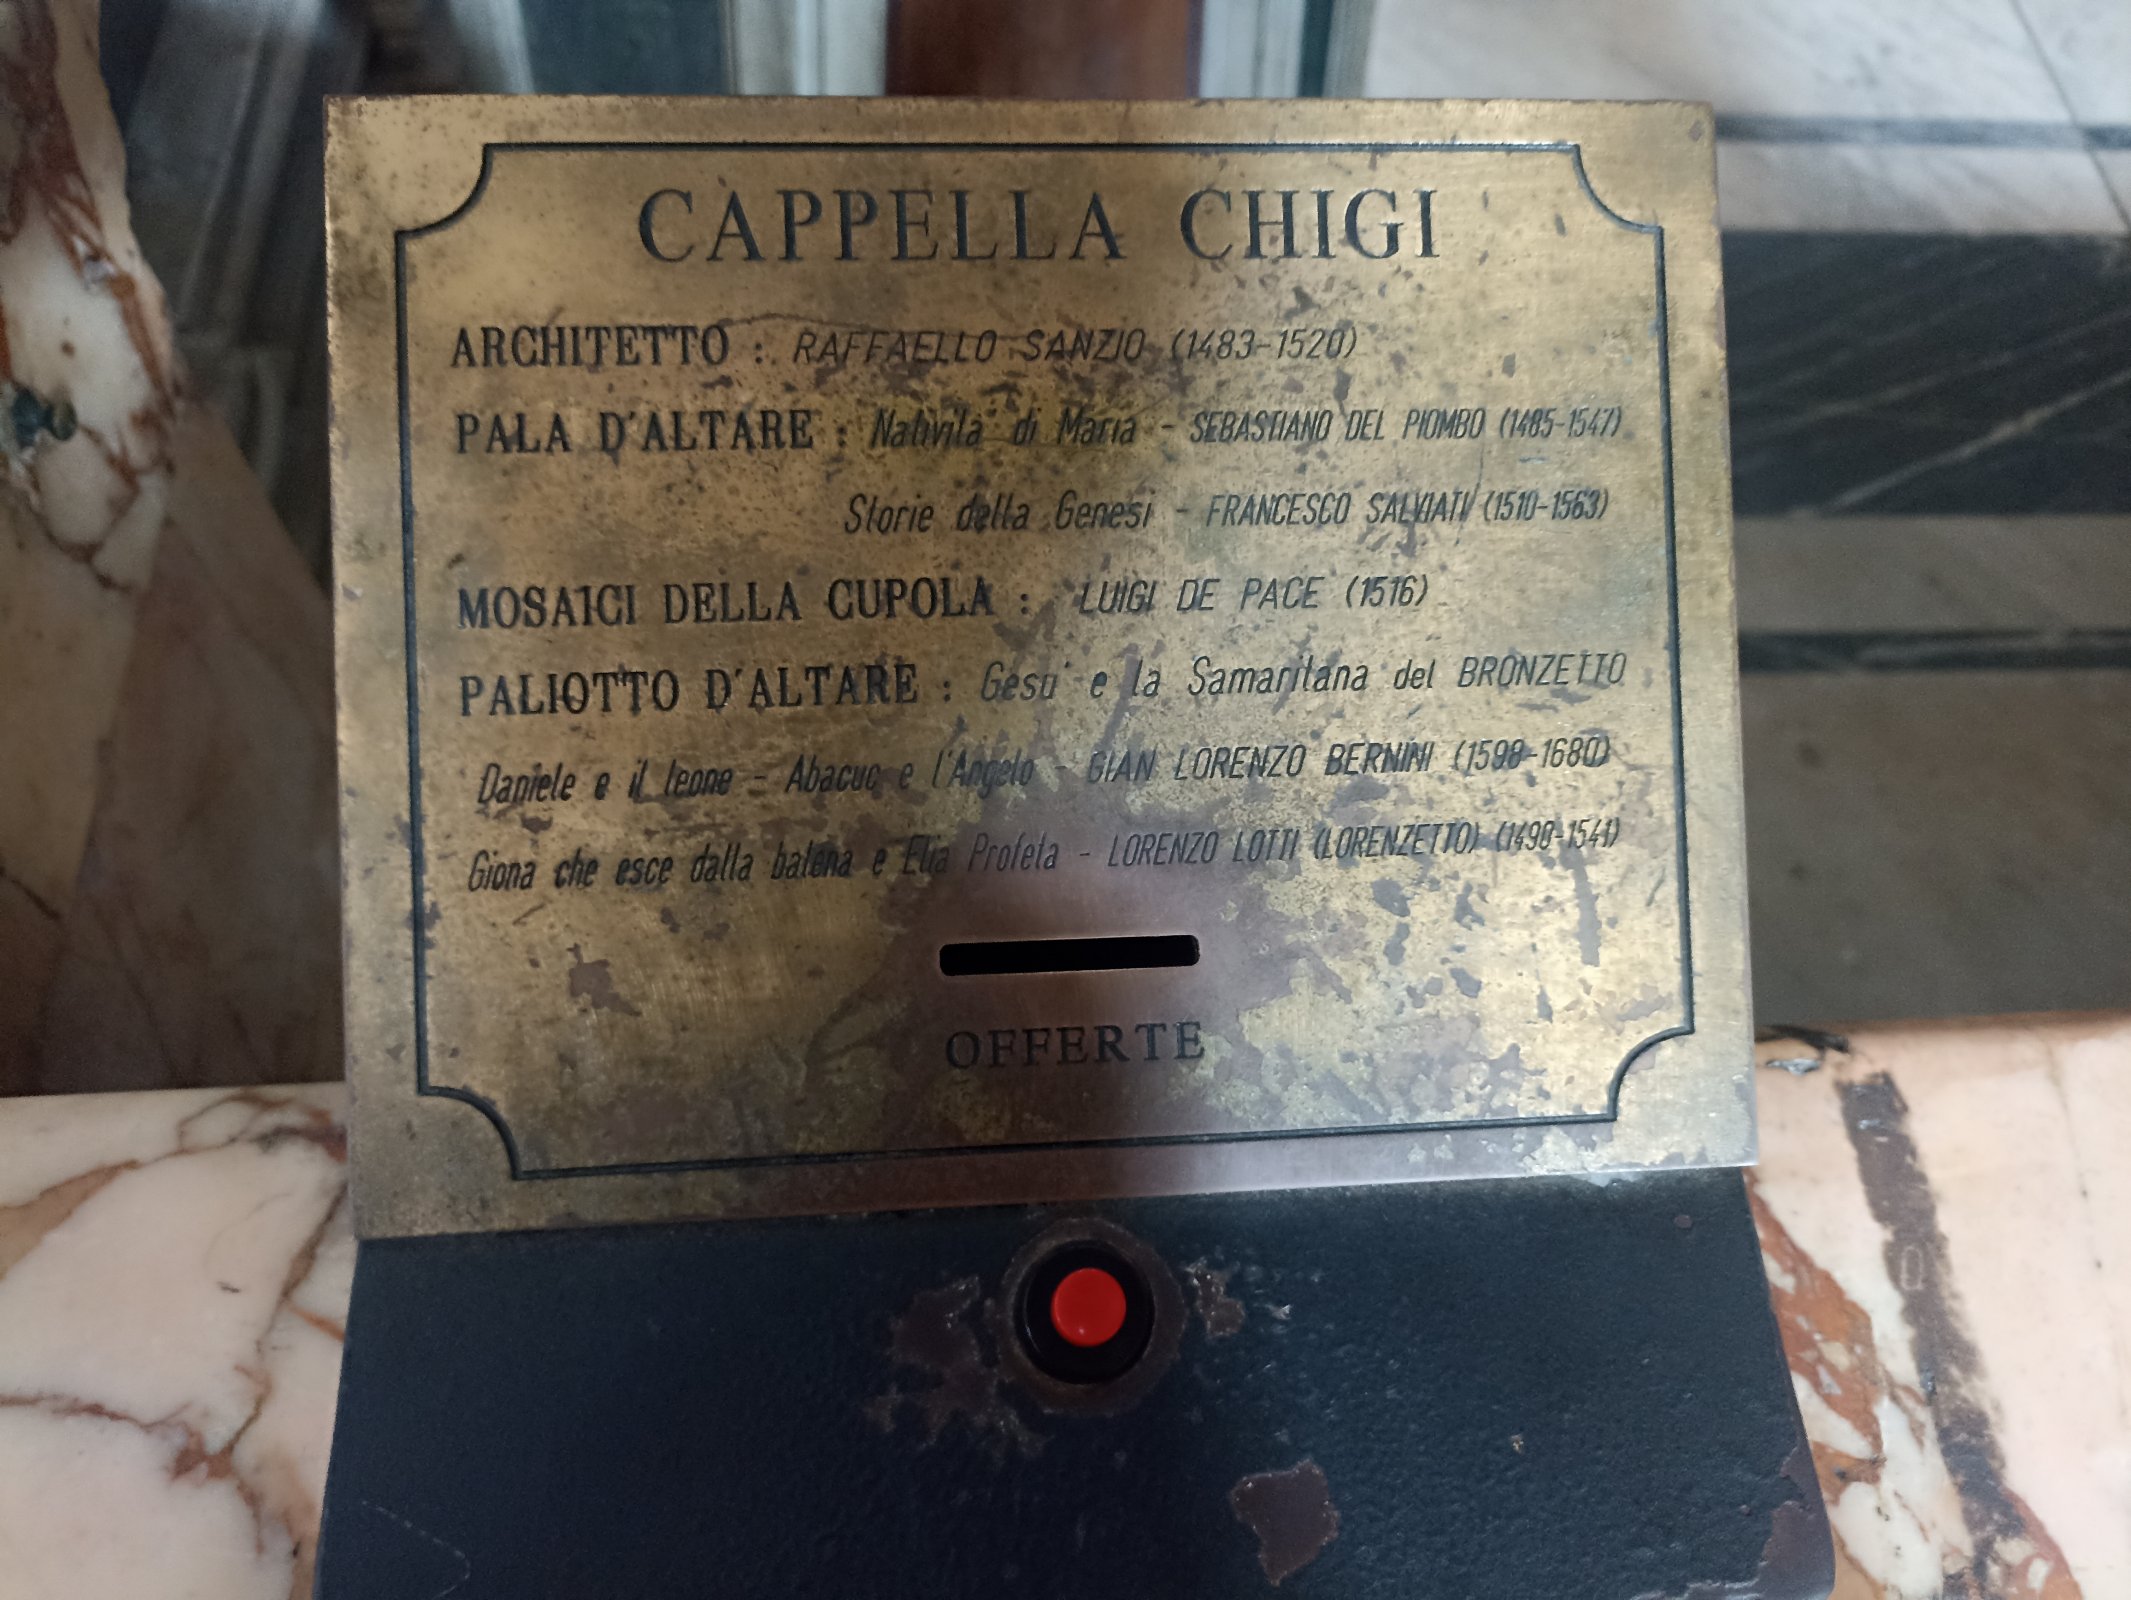 CAPPELLA CHIGI
ARCHITETTO : RAFFAELLO SANZIO (1483-1520)
PALA D'ALTARE : Natività di Maria - SEBASTIANO DEL PIOMBO (1485-1547)
Storie della Genesi - FRANCESCO SALVIATI (1510-1563)
MOSAICI DELLA CUPOLA : LUIGI DE PACE (1516)
PALIOTTO D'ALTARE : Gesù e la Samaritana del BRONZETTO
Daniele e il leone - Abacuc e l'Angelo - GIAN LORENZO BERNINI (1598-1680)
Giona che esce dalla balena e Elia Profeta - LORENZO LOTTI (LORENZETTO) (1490-1541)
OFFERTE